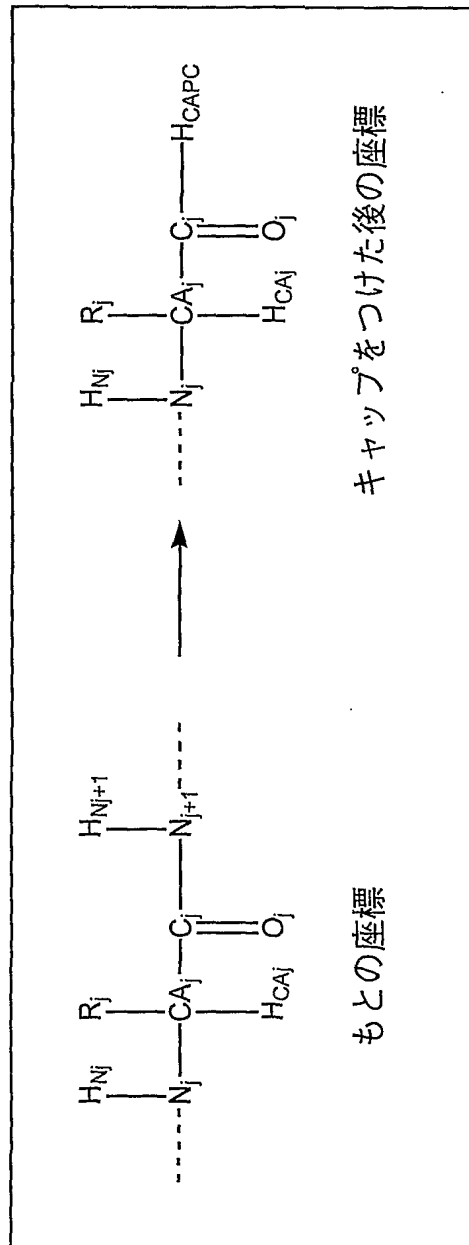 H_Nj R_j H_Nj+1
N_j CA_j C_j N_j+1
H_CAj O_j
もとの座標
H_Nj R_j
N_j CA_j C_j H_CAPC
H_CAj O_j
キャップをつけた後の座標